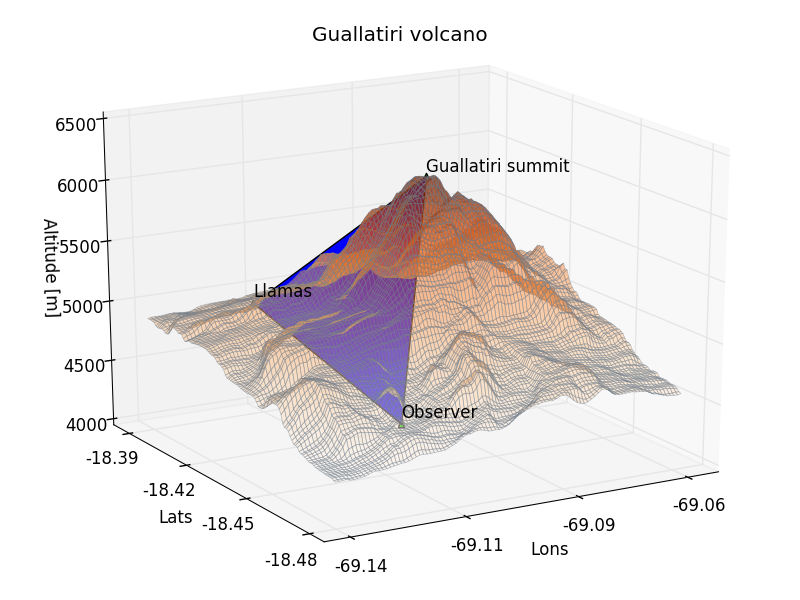 Guallatiri volcano
6500
6000
5500
5000
4500
4000
Altitude [m]
Guallatiri summit
Llamas
Observer
-18.39
-18.42
-18.45
-18.48
Lats
-69.14
-69.11
-69.09
-69.06
Lons